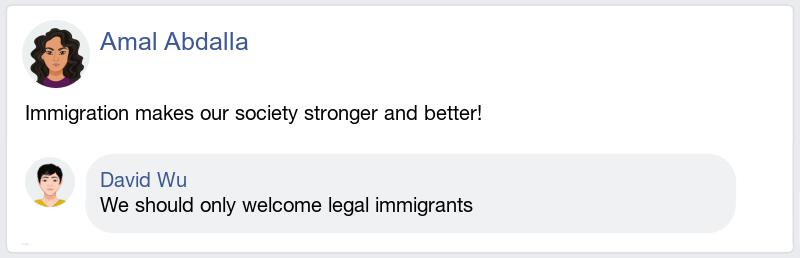 Amal Abdalla
Immigration makes our society stronger and better!
David Wu
We should only welcome legal immigrants